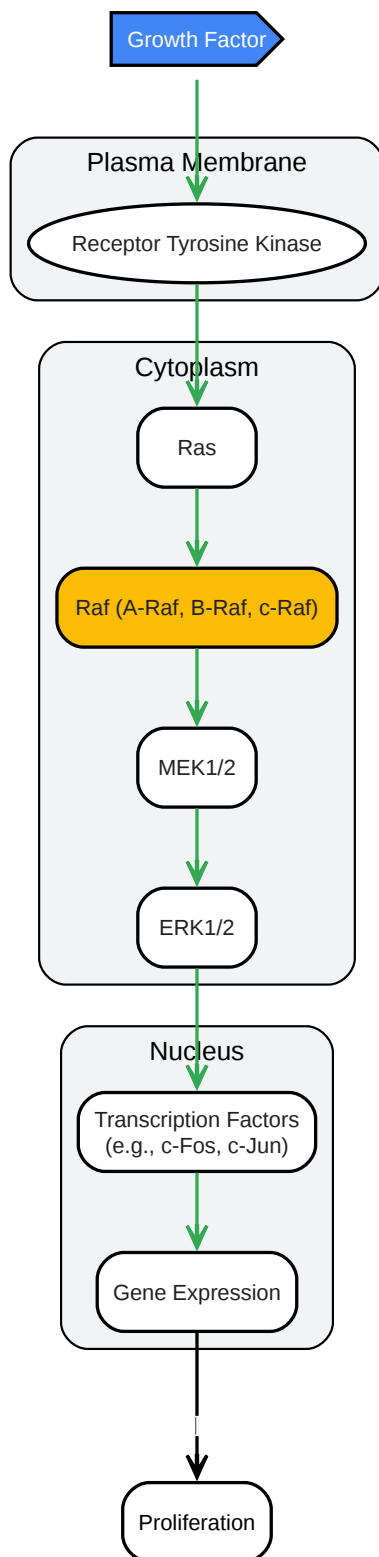 Growth Factor
Plasma Membrane
Receptor Tyrosine Kinase
Cytoplasm
Ras
Raf (A-Raf, B-Raf, c-Raf)
MEK1/2
ERK1/2
Nucleus
Transcription Factors
(e.g., c-Fos, c-Jun)
Gene Expression
Proliferation